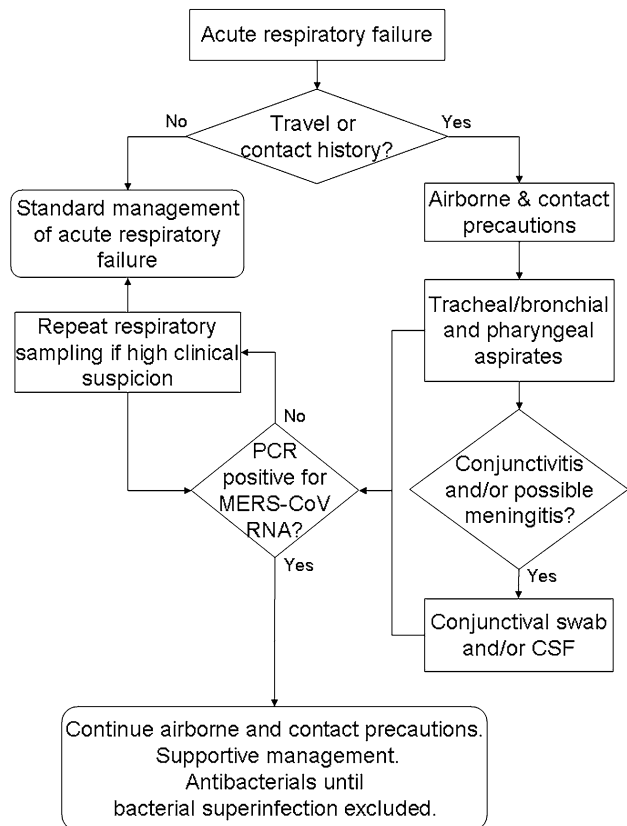 Acute respiratory failure
No
Travel or
contact history?
Yes
Standard management
of acute respiratory
failure
Airborne & contact
precautions
Repeat respiratory
sampling if high clinical
suspicion
Tracheal/bronchial
and pharyngeal
aspirates
No
PCR
positive for
MERS-CoV
RNA?
Yes
Conjunctivitis
and/or possible
meningitis?
Yes
Conjunctival swab
and/or CSF
Continue airborne and contact precautions.
Supportive management.
Antibacterials until
bacterial superinfection excluded.